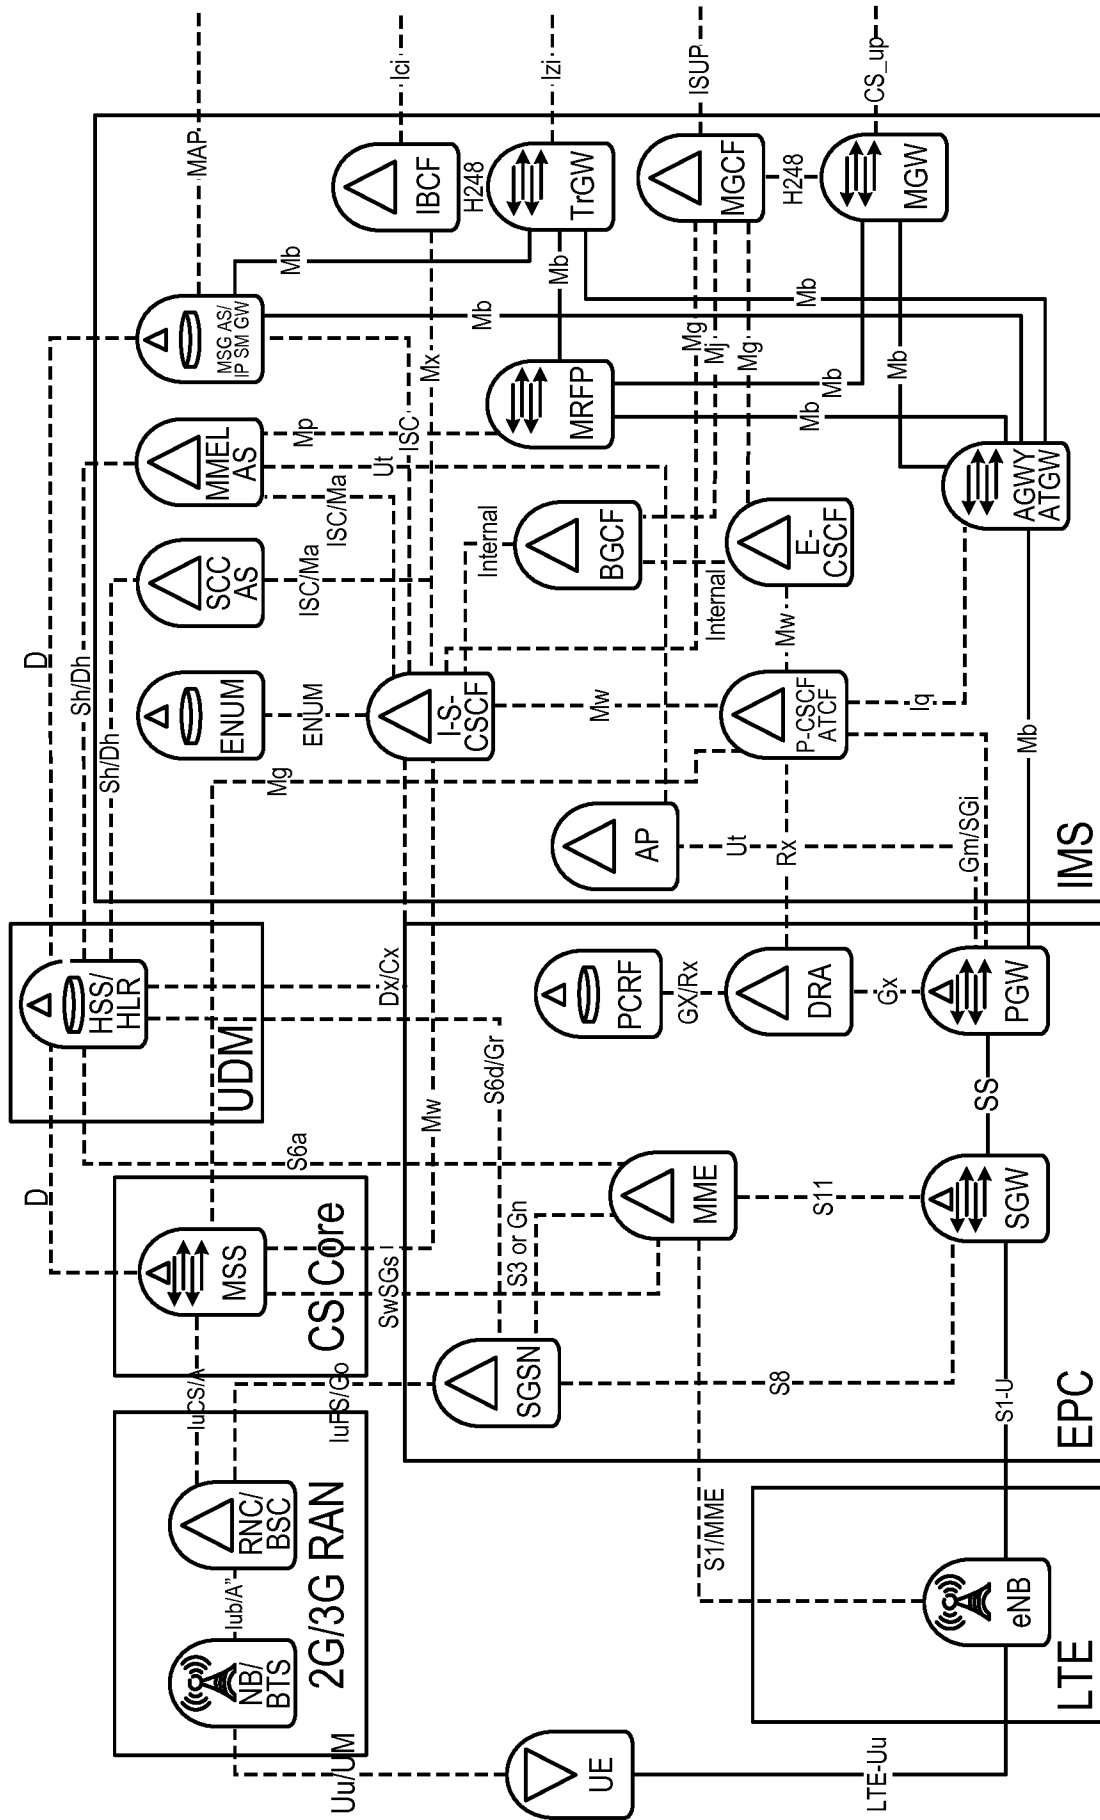 D
D
MAP
Sh/Dh
Sh/Dh
HSS/
HLR
UDM
S6a
MSS
CS Core
IuCS/A
NB/
BTS
Iub/A"
RNC/
BSC
2G/3G RAN
IuPS/Go
Uu/UM
UE
LTE-Uu
eNB
LTE
S1/MME
S1-U
SGSN
S8
S3 or Gn
SwSGs
Mw
S6d/Gr
Dx/Cx
MME
S11
SGW
SS
EPC
PCRF
GX/Rx
DRA
Gx
PGW
Mg
ENUM
ENUM
SCC
AS
ISC/Ma
MMEL
AS
ISC/Ma
Mp
Ut
ISC
MSG AS/
IP SM GW
Mb
Mb
I-S-
CSCF
Mx
IBCF
H248
Ici
TrGW
Izi
Internal
BGCF
Internal
MRFP
Mb
Mb
Mb
Mg
Mj
Mg
MGCF
ISUP
H248
MGW
CS_up
Mw
AP
Ut
Rx
P-CSCF
ATCF
Mw
E-
CSCF
Iq
Gm/SGi
Mb
Mb
Mb
AGWY
ATGW
IMS